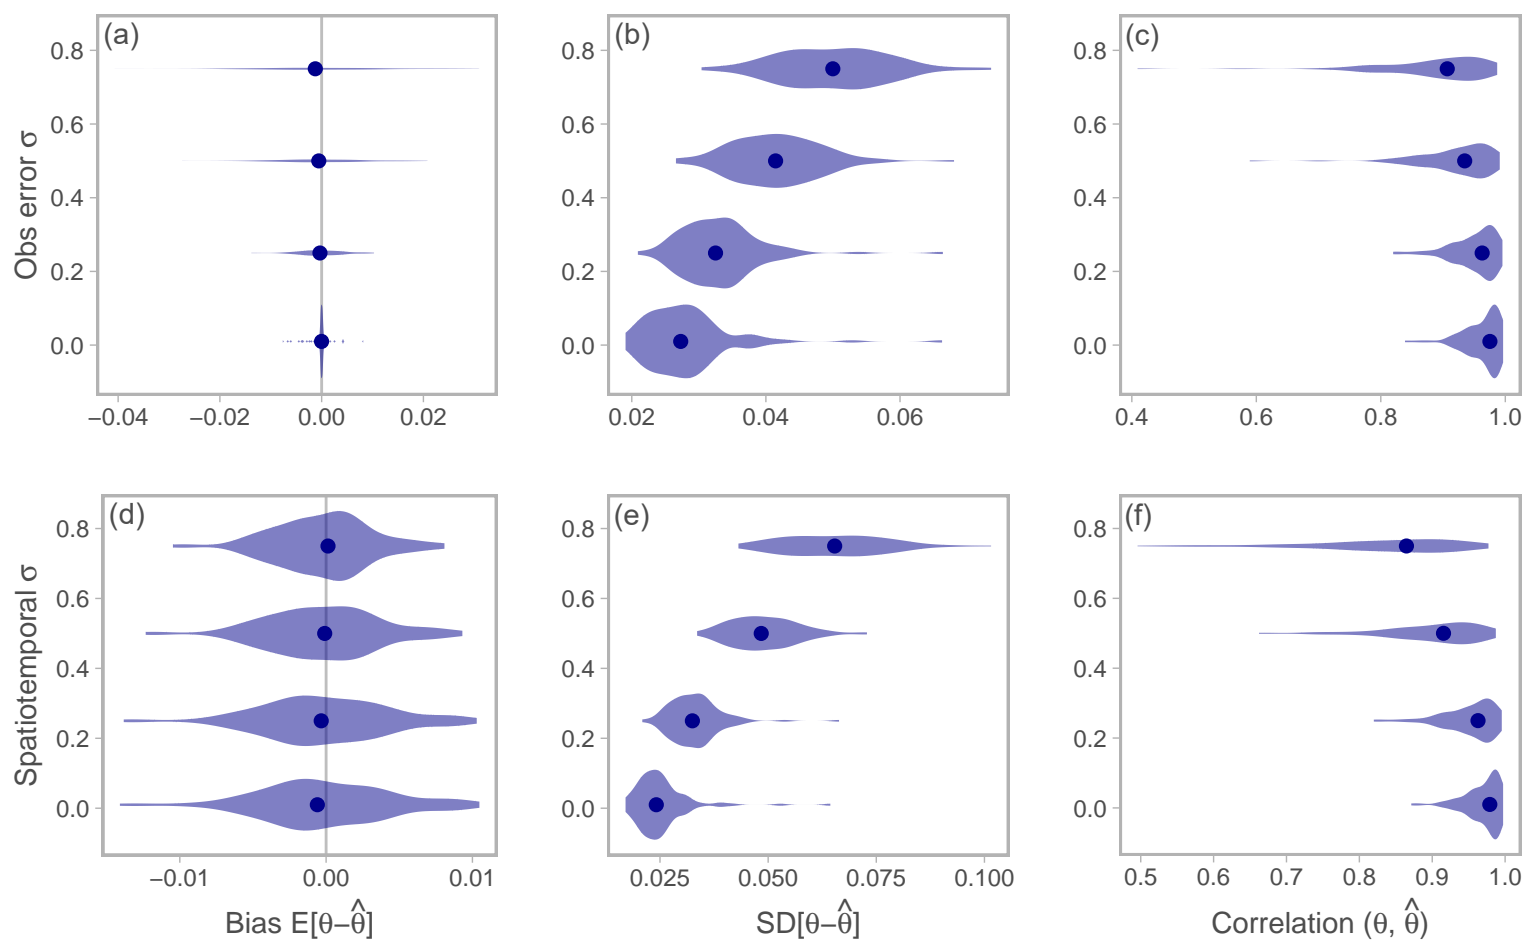 (a) (b) (c)
0.8 0.8 0.8
0.6 0.6 0.6
Obs error σ
0.4 0.4 0.4
0.2 0.2 0.2
0.0 0.0 0.0
−0.04 −0.02 0.00 0.02 0.02 0.04 0.06 0.4 0.6 0.8 1.0
(d) (e) (f)
0.8 0.8 0.8
0.6 0.6 0.6
Spatiotemporal σ
0.4 0.4 0.4
0.2 0.2 0.2
0.0 0.0 0.0
−0.01 0.00 0.01 0.025 0.050 0.075 0.100 0.5 0.6 0.7 0.8 0.9 1.0
Bias E[θ−θ̂] SD[θ−θ̂] Correlation (θ, θ̂)